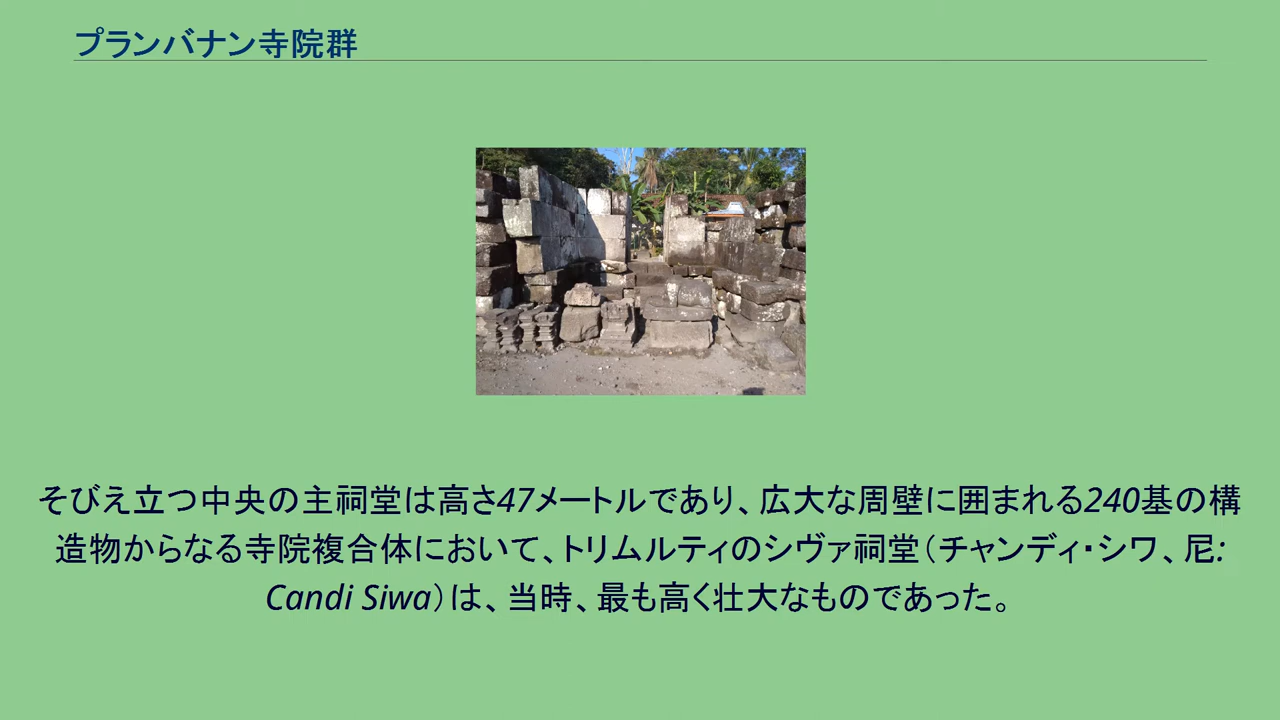 プランバナン寺院群
そびえ立つ中央の主祠堂は高さ47メートルであり、広大な周壁に囲まれる240基の構
造物からなる寺院複合体において、トリムルティのシヴァ祠堂（チャンディ・シワ、尼:
Candi Siwa）は、当時、最も高く壮大なものであった。